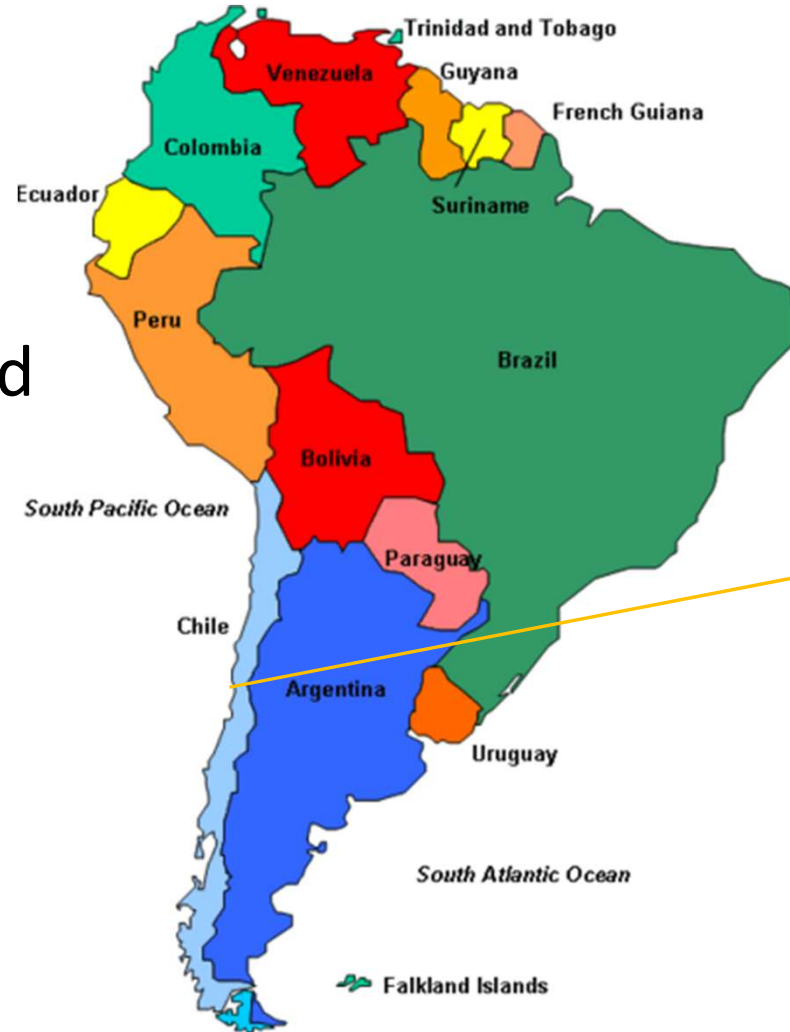 Trinidad and Tobago
Venezuela
Guyana
French Guiana
Colombia
Ecuador
Suriname
Peru
Brazil
d
Bolivia
South Pacific Ocean
Paraguay
Chile
Argentina
Uruguay
South Atlantic Ocean
Falkland Islands